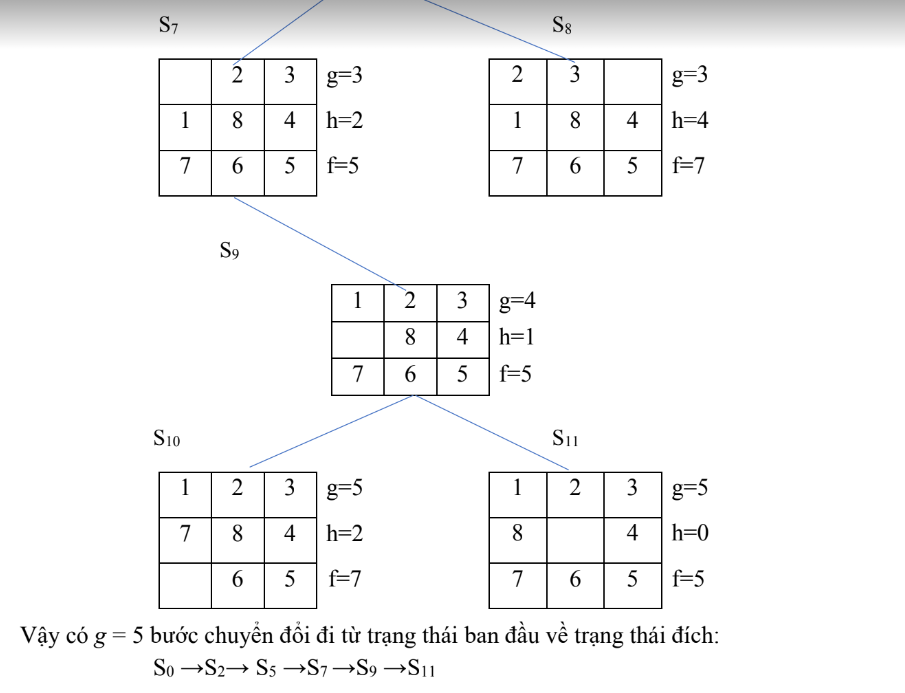 S₇ S₈
2 3 g=3 2 3 g=3
1 8 4 h=2 1 8 4 h=4
7 6 5 f=5 7 6 5 f=7
S₉
1 2 3 g=4
8 4 h=1
7 6 5 f=5
S₁₀ S₁₁
1 2 3 g=5 1 2 3 g=5
7 8 4 h=2 8 4 h=0
6 5 f=7 7 6 5 f=5
Vậy có g = 5 bước chuyển đổi đi từ trạng thái ban đầu về trạng thái đích:
S₀ →S₂→ S₅ →S₇ →S₉ →S₁₁